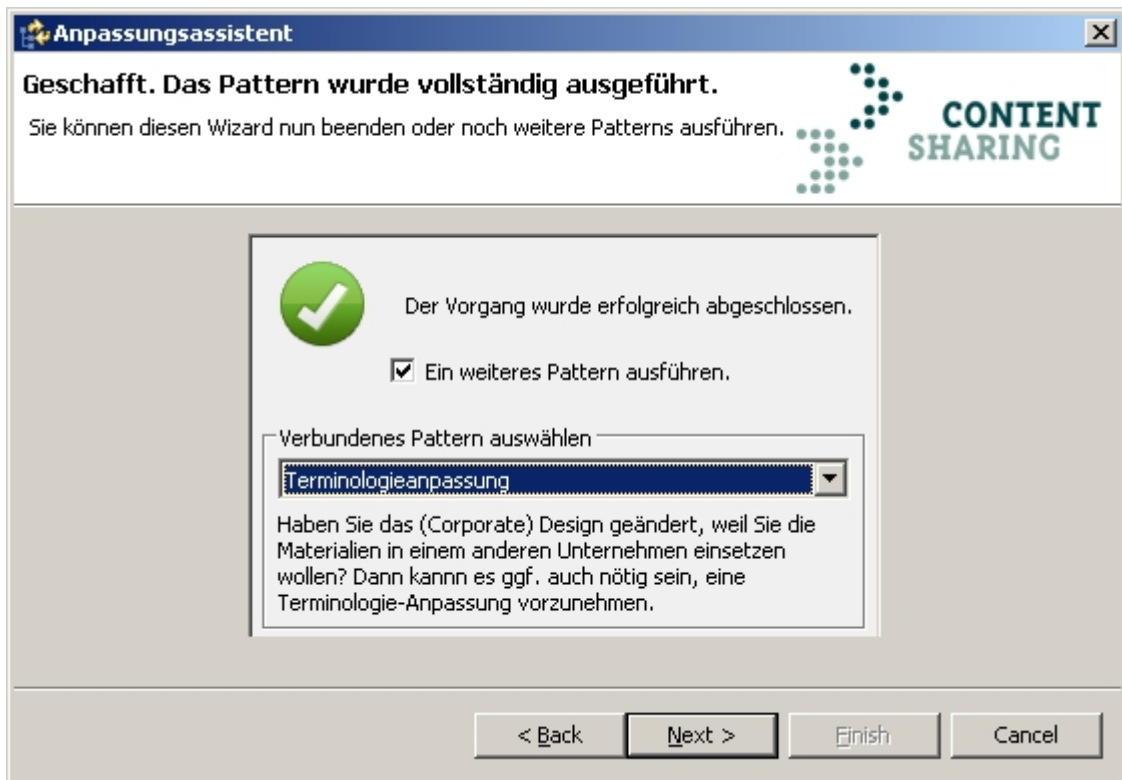 Anpassungsassistent
Geschafft. Das Pattern wurde vollständig ausgeführt.
Sie können diesen Wizard nun beenden oder noch weitere Patterns ausführen.
CONTENT
SHARING
Der Vorgang wurde erfolgreich abgeschlossen.
Ein weiteres Pattern ausführen.
Verbundenes Pattern auswählen
Terminologieanpassung
Haben Sie das (Corporate) Design geändert, weil Sie die
Materialien in einem anderen Unternehmen einsetzen
wollen? Dann kannn es ggf. auch nötig sein, eine
Terminologie-Anpassung vorzunehmen.
< Back
Next >
Finish
Cancel